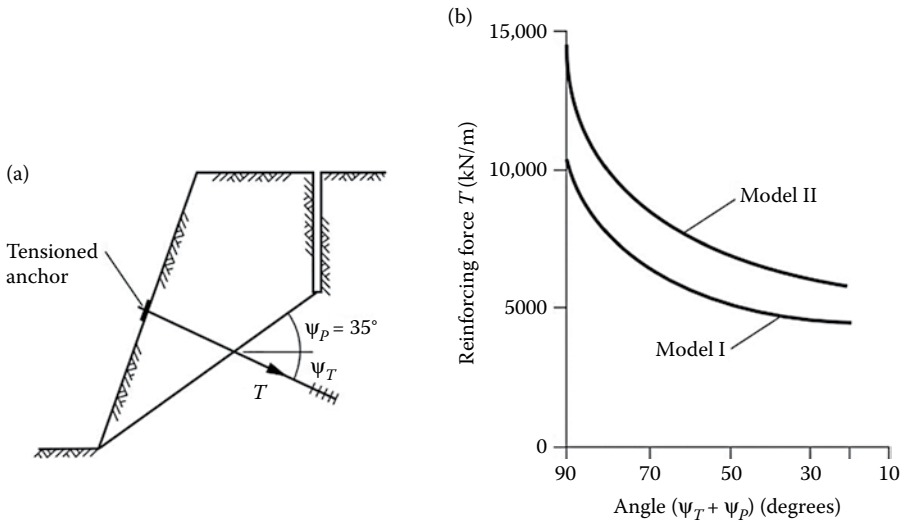 (a)
Tensioned
anchor
ψP = 35°
ψT
T
(b)
Reinforcing force T (kN/m)
15,000
10,000
5000
0
Model II
Model I
90
70
50
30
10
Angle (ψT + ψP) (degrees)